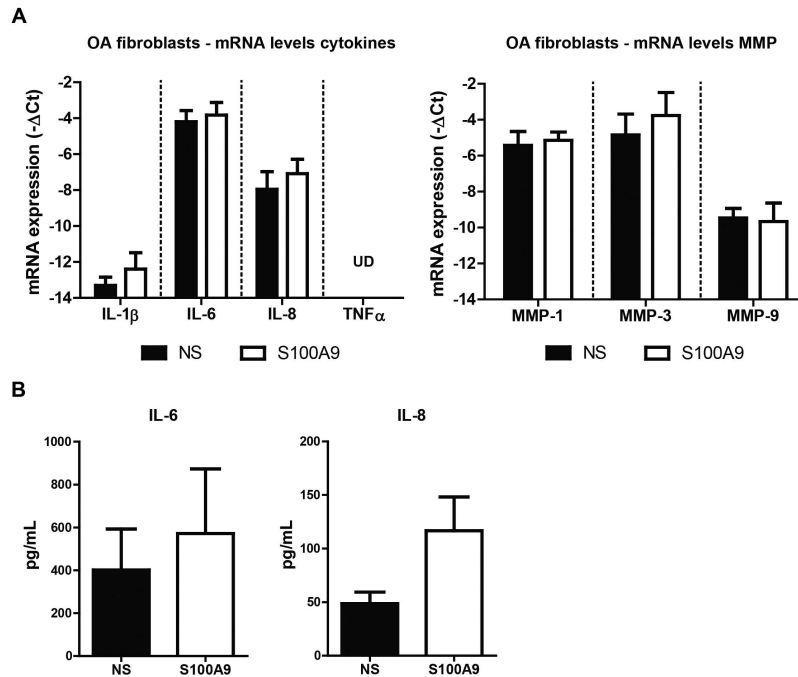 A
OA fibroblasts - mRNA levels cytokines
mRNA expression (-ΔCt)
-2
-4
-6
-8
-10
-12
-14
UD
IL-1β IL-6 IL-8 TNFα
NS S100A9
OA fibroblasts - mRNA levels MMP
mRNA expression (-ΔCt)
-2
-4
-6
-8
-10
-12
-14
MMP-1 MMP-3 MMP-9
NS S100A9
B
IL-6
pg/mL
1000
800
600
400
200
0
NS S100A9
IL-8
pg/mL
200
150
100
50
0
NS S100A9